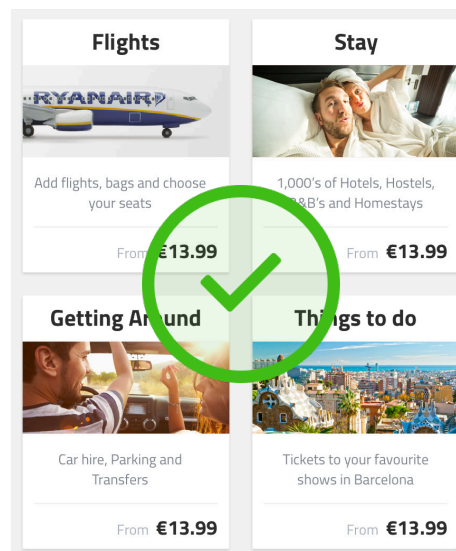 Flights
Stay
RYANAIR
Add flights, bags and choose
your seats
1,000's of Hotels, Hostels,
B&B's and Homestays
From €13.99
From €13.99
Getting Around
Things to do
Car hire, Parking and
Transfers
Tickets to your favourite
shows in Barcelona
From €13.99
From €13.99